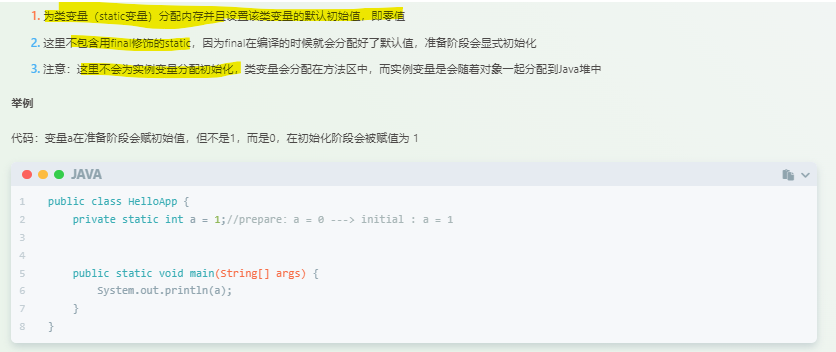 1. 为类变量（static变量）分配内存并且设置该类变量的默认初始值，即零值
2. 这里不包含用final修饰的static，因为final在编译的时候就会分配好了默认值，准备阶段会显式初始化
3. 注意：这里不会为实例变量分配初始化，类变量会分配在方法区中，而实例变量是会随着对象一起分配到Java堆中
举例
代码：变量a在准备阶段会赋初始值，但不是1，而是0，在初始化阶段会被赋值为 1
JAVA
1 public class HelloApp {
2 private static int a = 1;//prepare: a = 0 ---> initial : a = 1
3
4
5 public static void main(String[] args) {
6 System.out.println(a);
7 }
8 }